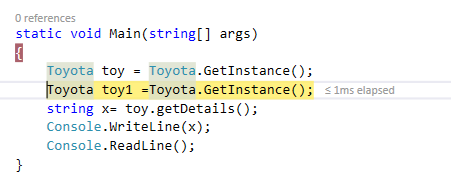 0 references
static void Main(string[] args)
{
Toyota toy = Toyota.GetInstance();
Toyota toy1 =Toyota.GetInstance(); ≤ 1ms elapsed
string x= toy.getDetails();
Console.WriteLine(x);
Console.ReadLine();
}